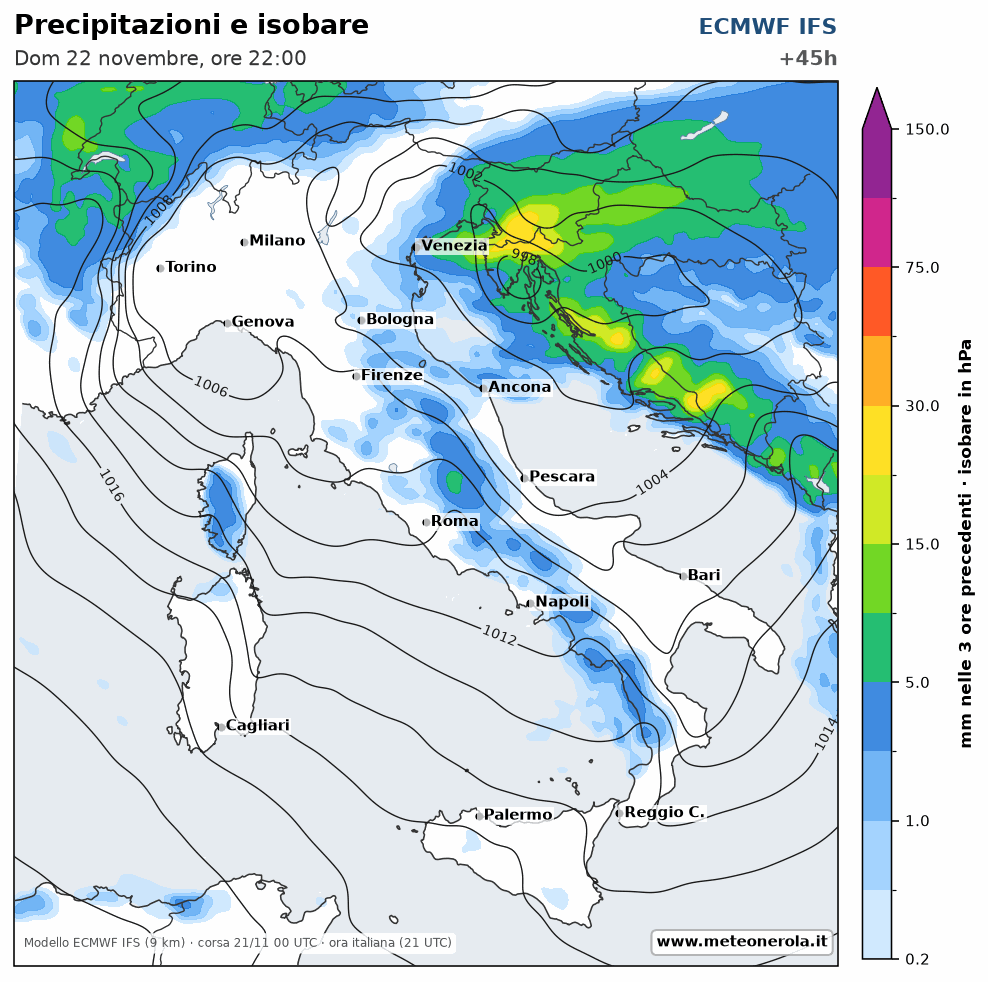 Precipitazioni e isobare
ECMWF IFS
Dom 22 novembre, ore 22:00
+45h
150.0
75.0
30.0
15.0
5.0
1.0
0.2
mm nelle 3 ore precedenti · isobare in hPa
1002
1008
Milano
Venezia
998
1000
Torino
Genova
Bologna
Firenze
Ancona
1006
Pescara
1004
1016
Roma
Bari
Napoli
1012
Cagliari
1014
Palermo
Reggio C.
Modello ECMWF IFS (9 km) · corsa 21/11 00 UTC · ora italiana (21 UTC)
www.meteonerola.it